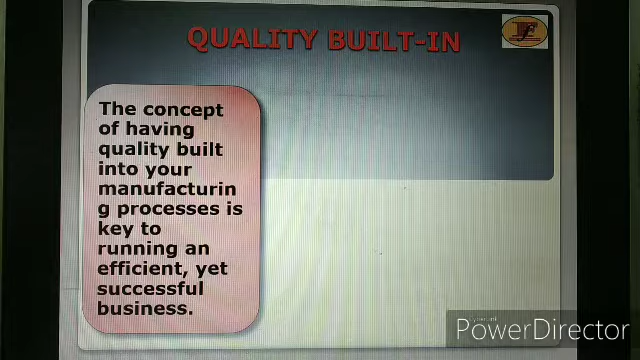 QUALITY BUILT-IN
The concept
of having
quality built
into your
manufacturin
g processes is
key to
running an
efficient, yet
successful
business.
PowerDirector